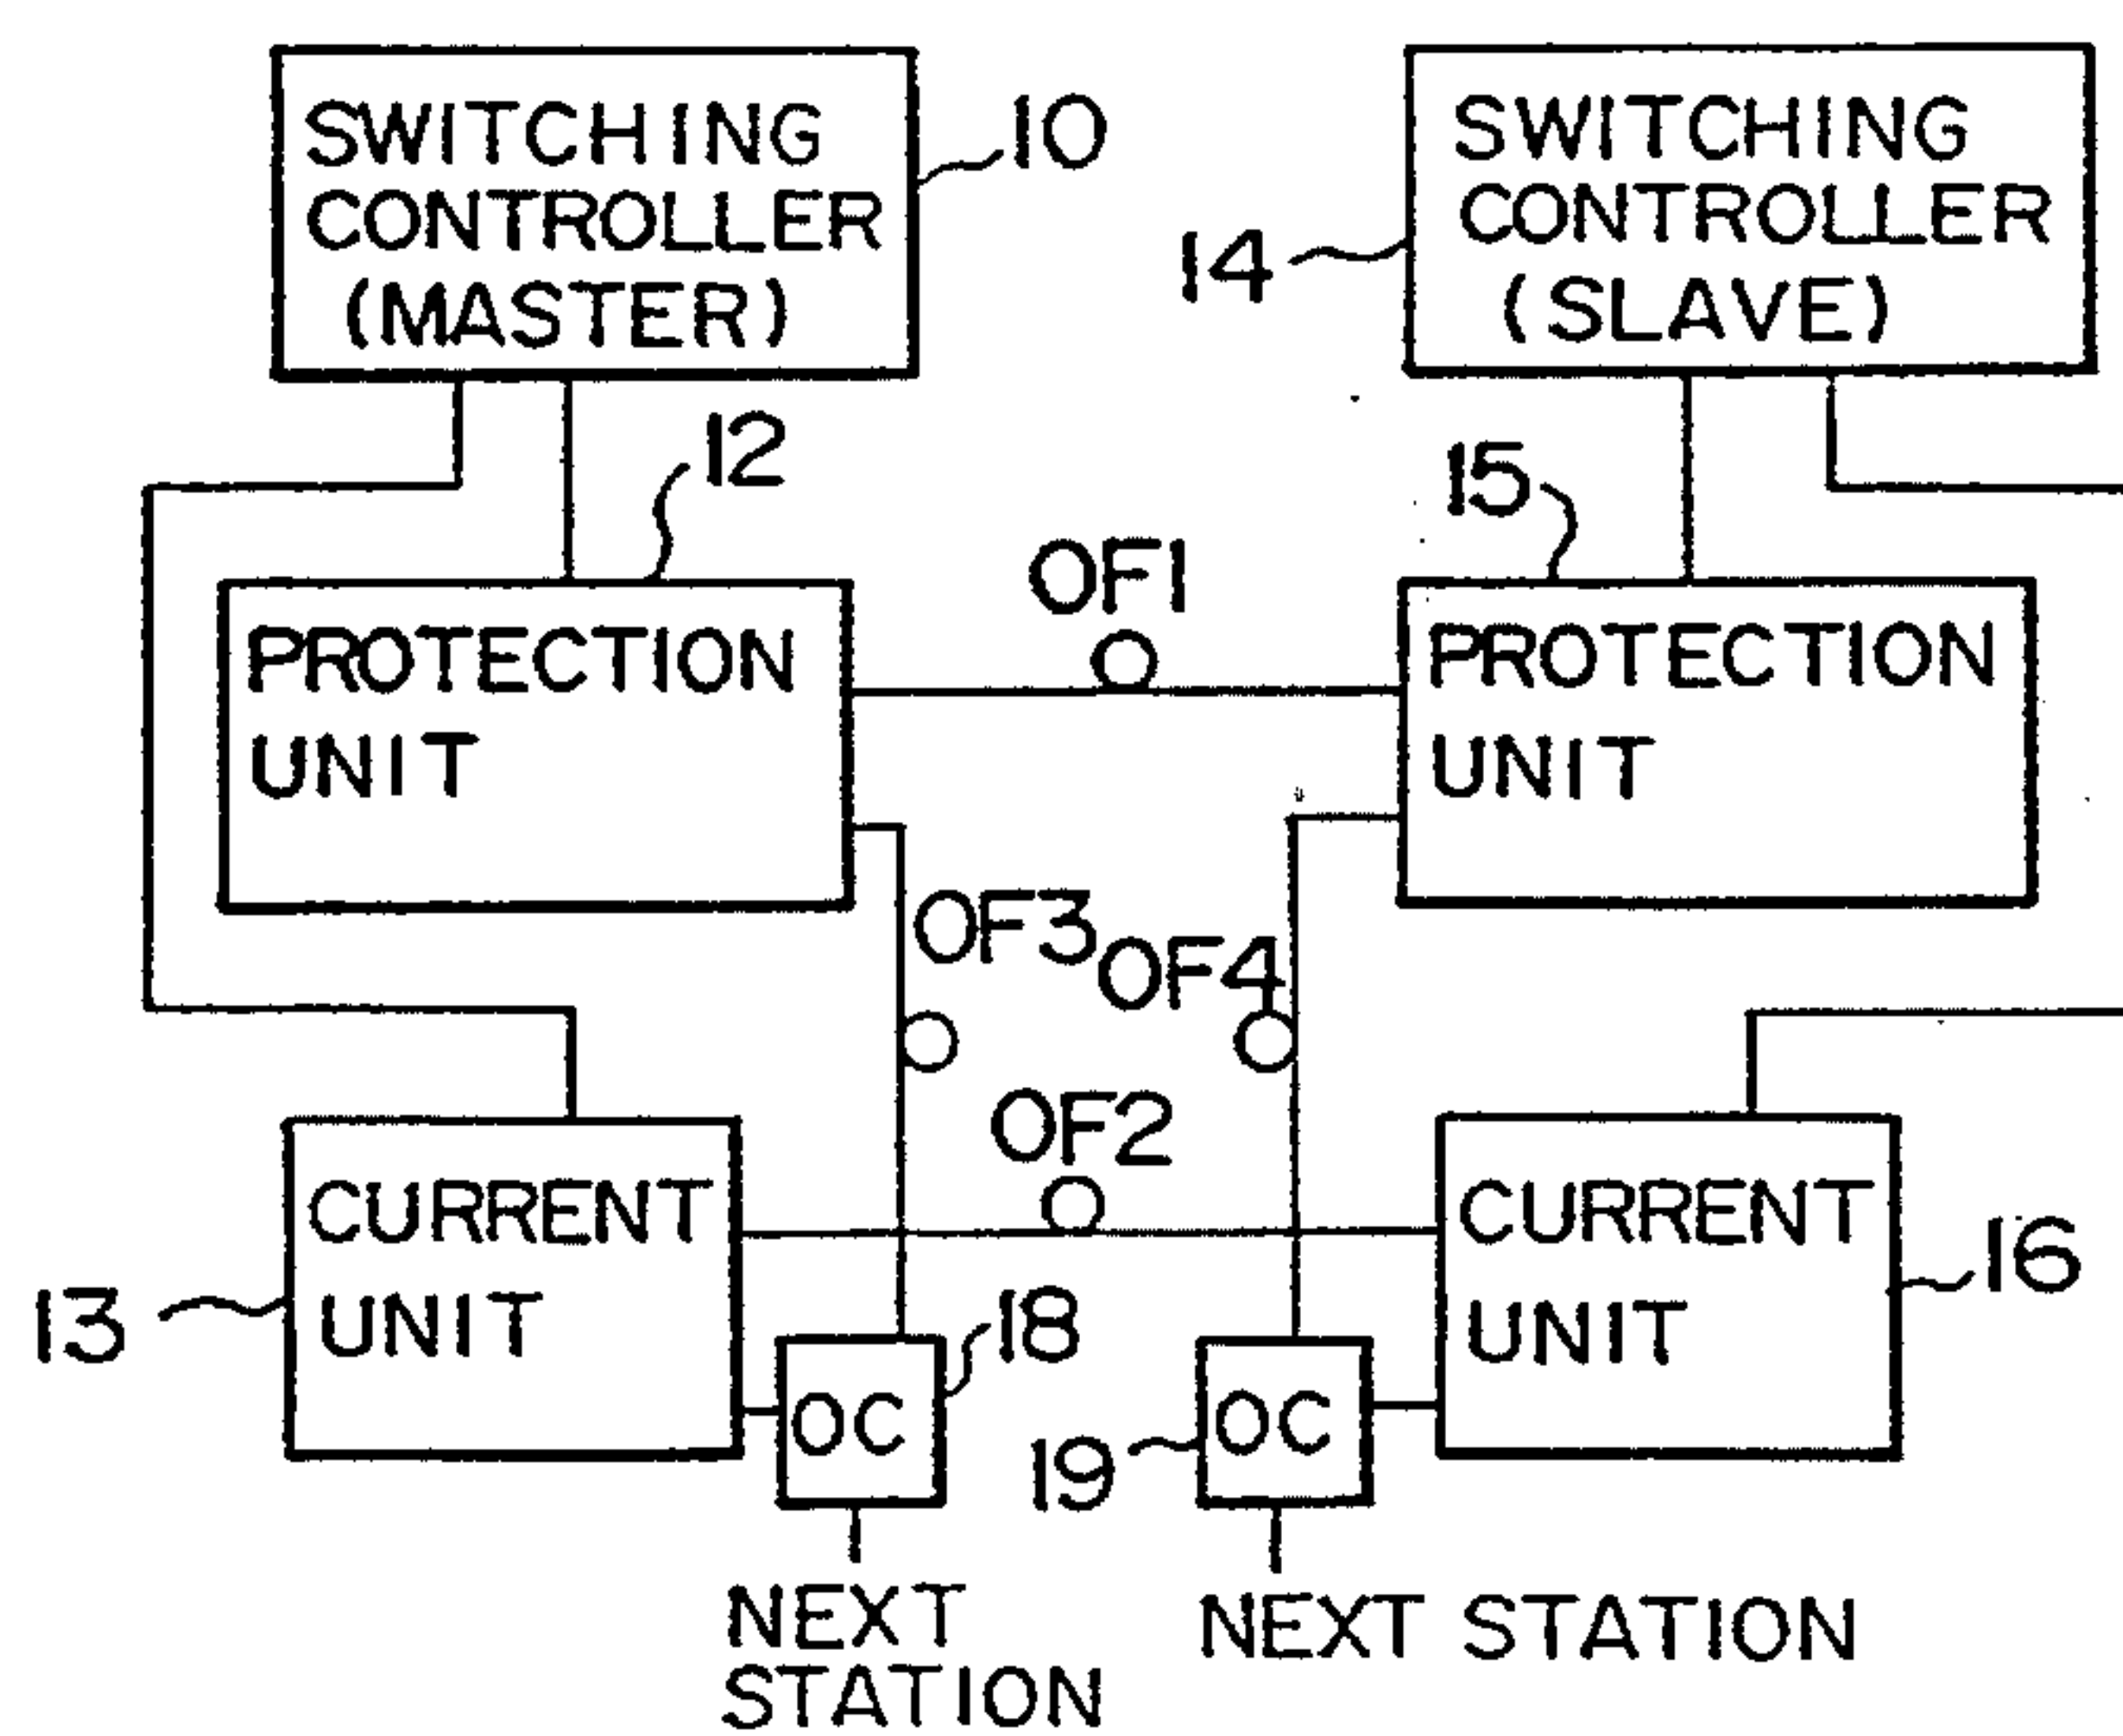 SWITCHING
CONTROLLER
(MASTER)
10
SWITCHING
CONTROLLER
(SLAVE)
14
12
15
OF1
PROTECTION
UNIT
PROTECTION
UNIT
OF3
OF4
OF2
CURRENT
UNIT
13
CURRENT
UNIT
16
18
OC
19
OC
NEXT
STATION
NEXT STATION